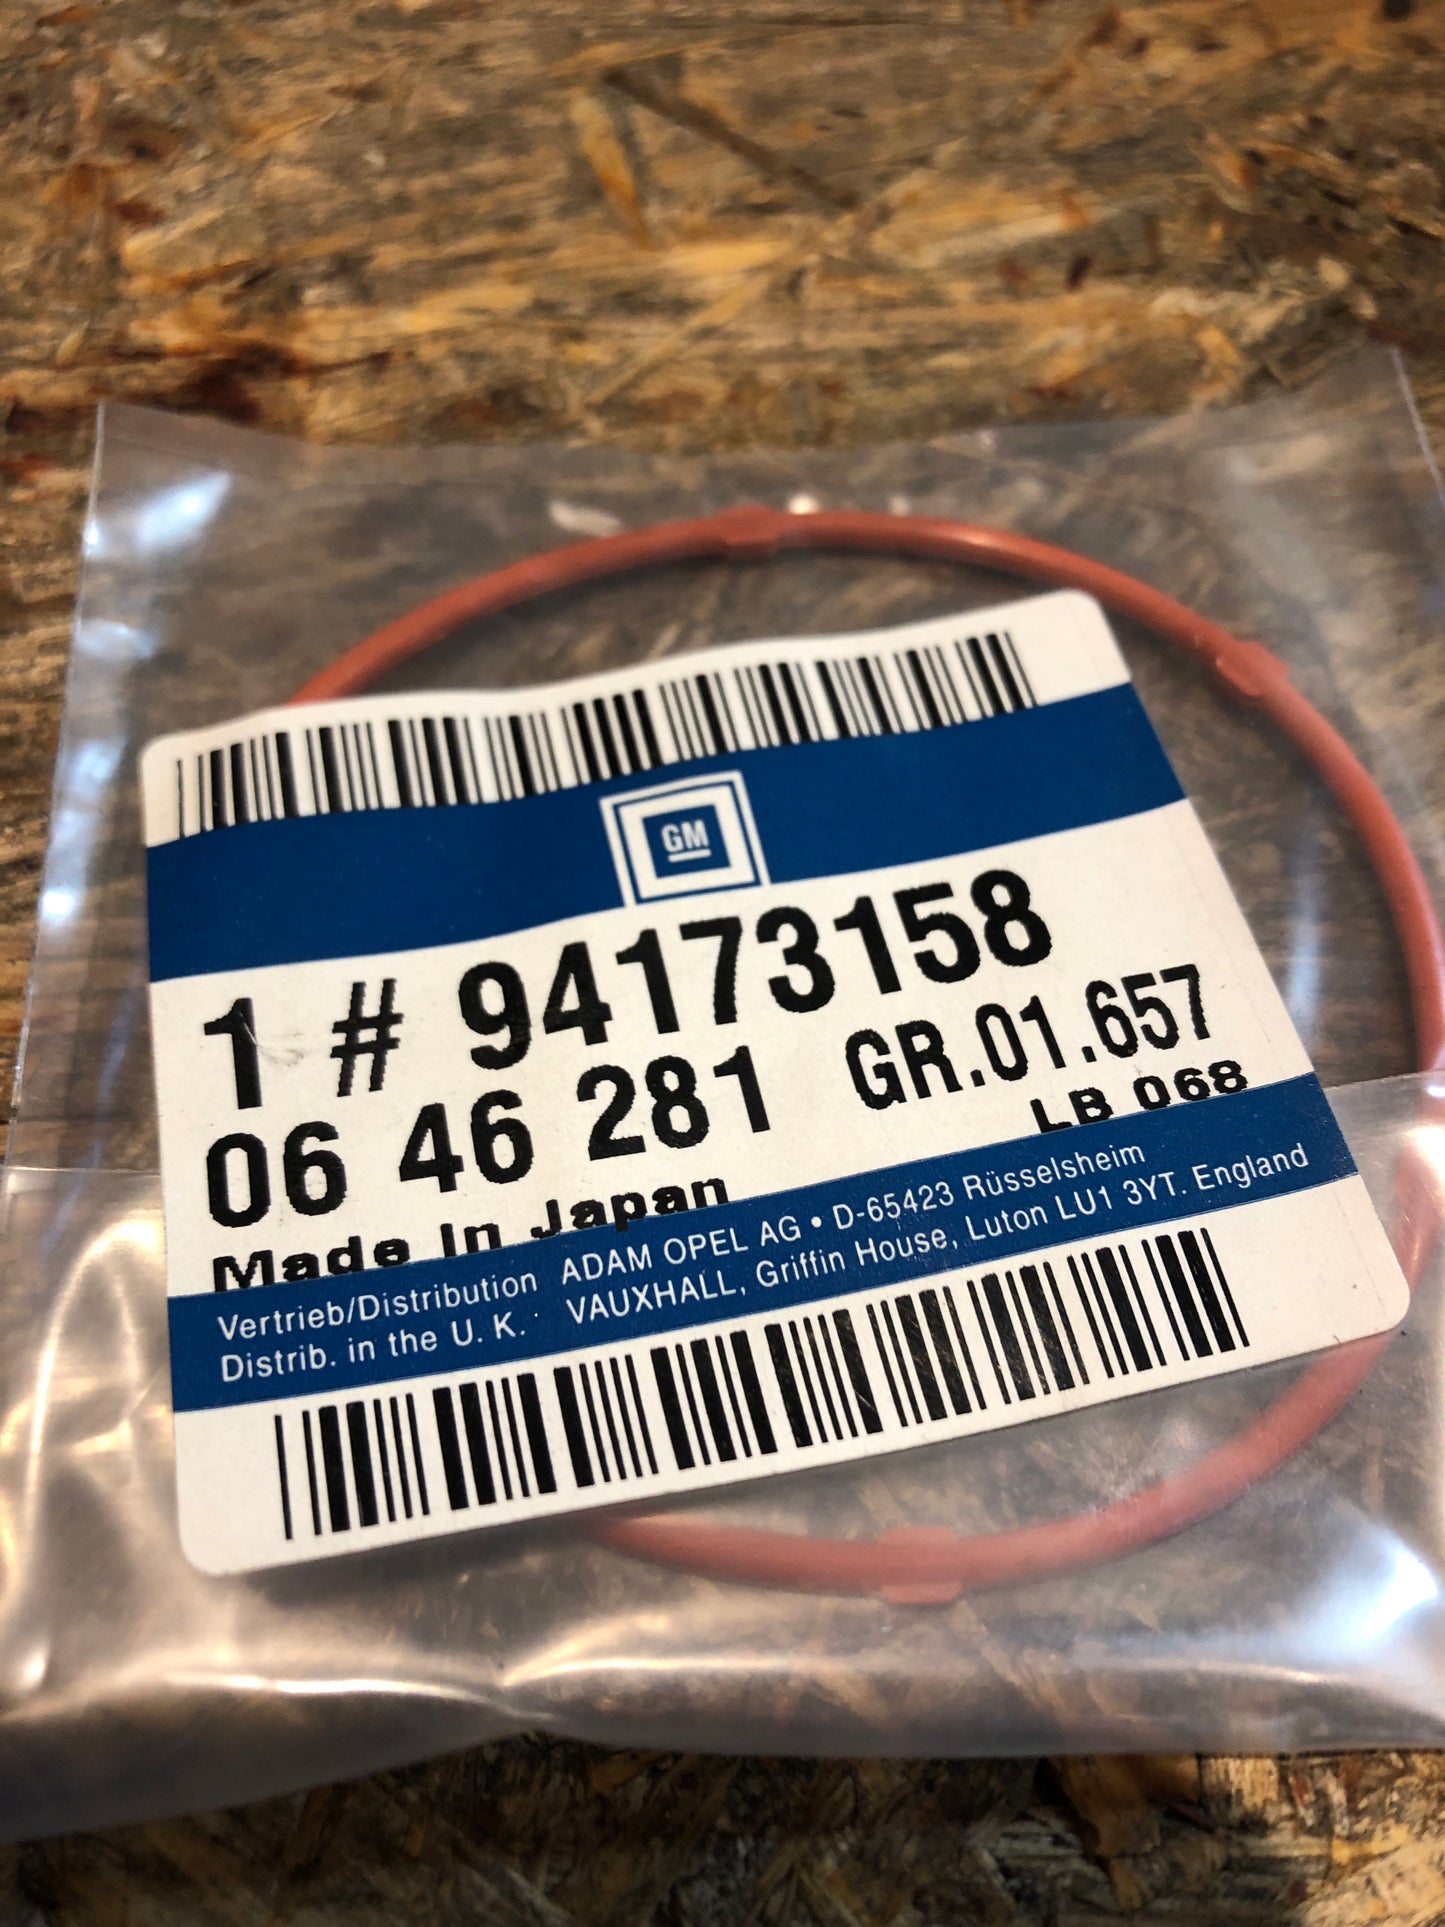 GM
1 # 94173158
06 46 281 GR.01.657
LB 068
Made in Japan
Vertrieb/Distribution ADAM OPEL AG • D-65423 Rüsselsheim
Distrib. in the U. K. VAUXHALL, Griffin House, Luton LU1 3YT. England